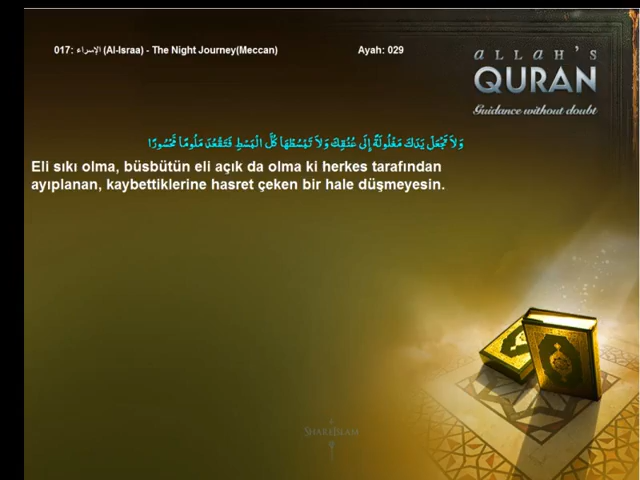 017: الإسراء (Al-Israa) - The Night Journey(Meccan) Ayah: 029
ALLAH'S
QURAN
Guidance without doubt
وَلاَ تَجْعَلْ يَدَكَ مَغْلُولَةً إِلَى عُنُقِكَ وَلاَ تَبْسُطْهَا كُلَّ الْبَسْطِ فَتَقْعُدَ مَلُومًا مَّحْسُورًا
Eli sıkı olma, büsbütün eli açık da olma ki herkes tarafından
ayıplanan, kaybettiklerine hasret çeken bir hale düşmeyesin.
SHAREISLAM